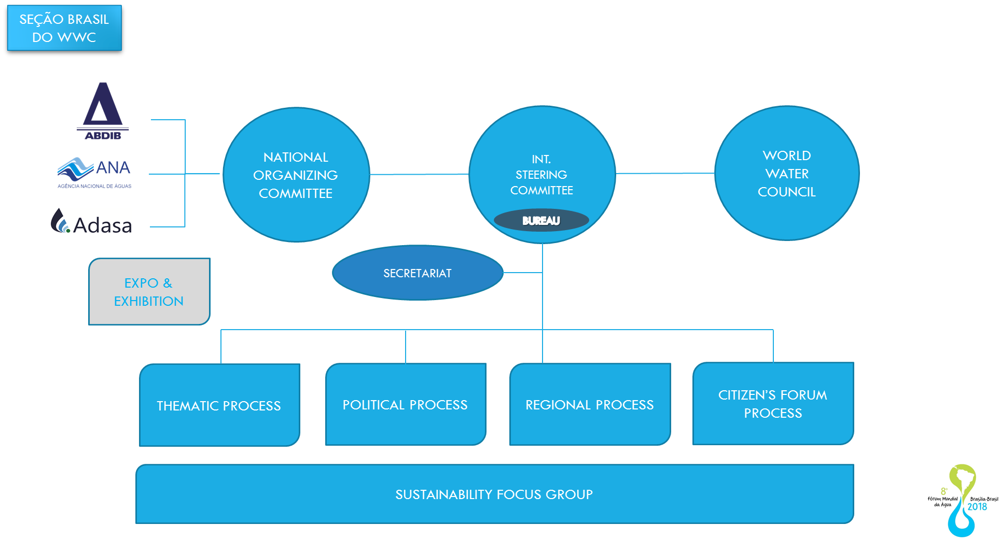 SEÇÃO BRASIL
DO WWC
ABDIB
ANA
AGÊNCIA NACIONAL DE ÁGUAS
Adasa
NATIONAL
ORGANIZING
COMMITTEE
INT.
STEERING
COMMITTEE
BUREAU
WORLD
WATER
COUNCIL
SECRETARIAT
EXPO &
EXHIBITION
THEMATIC PROCESS
POLITICAL PROCESS
REGIONAL PROCESS
CITIZEN’S FORUM
PROCESS
SUSTAINABILITY FOCUS GROUP
8º
Fórum Mundial
da Água
Brasília-Brasil
2018